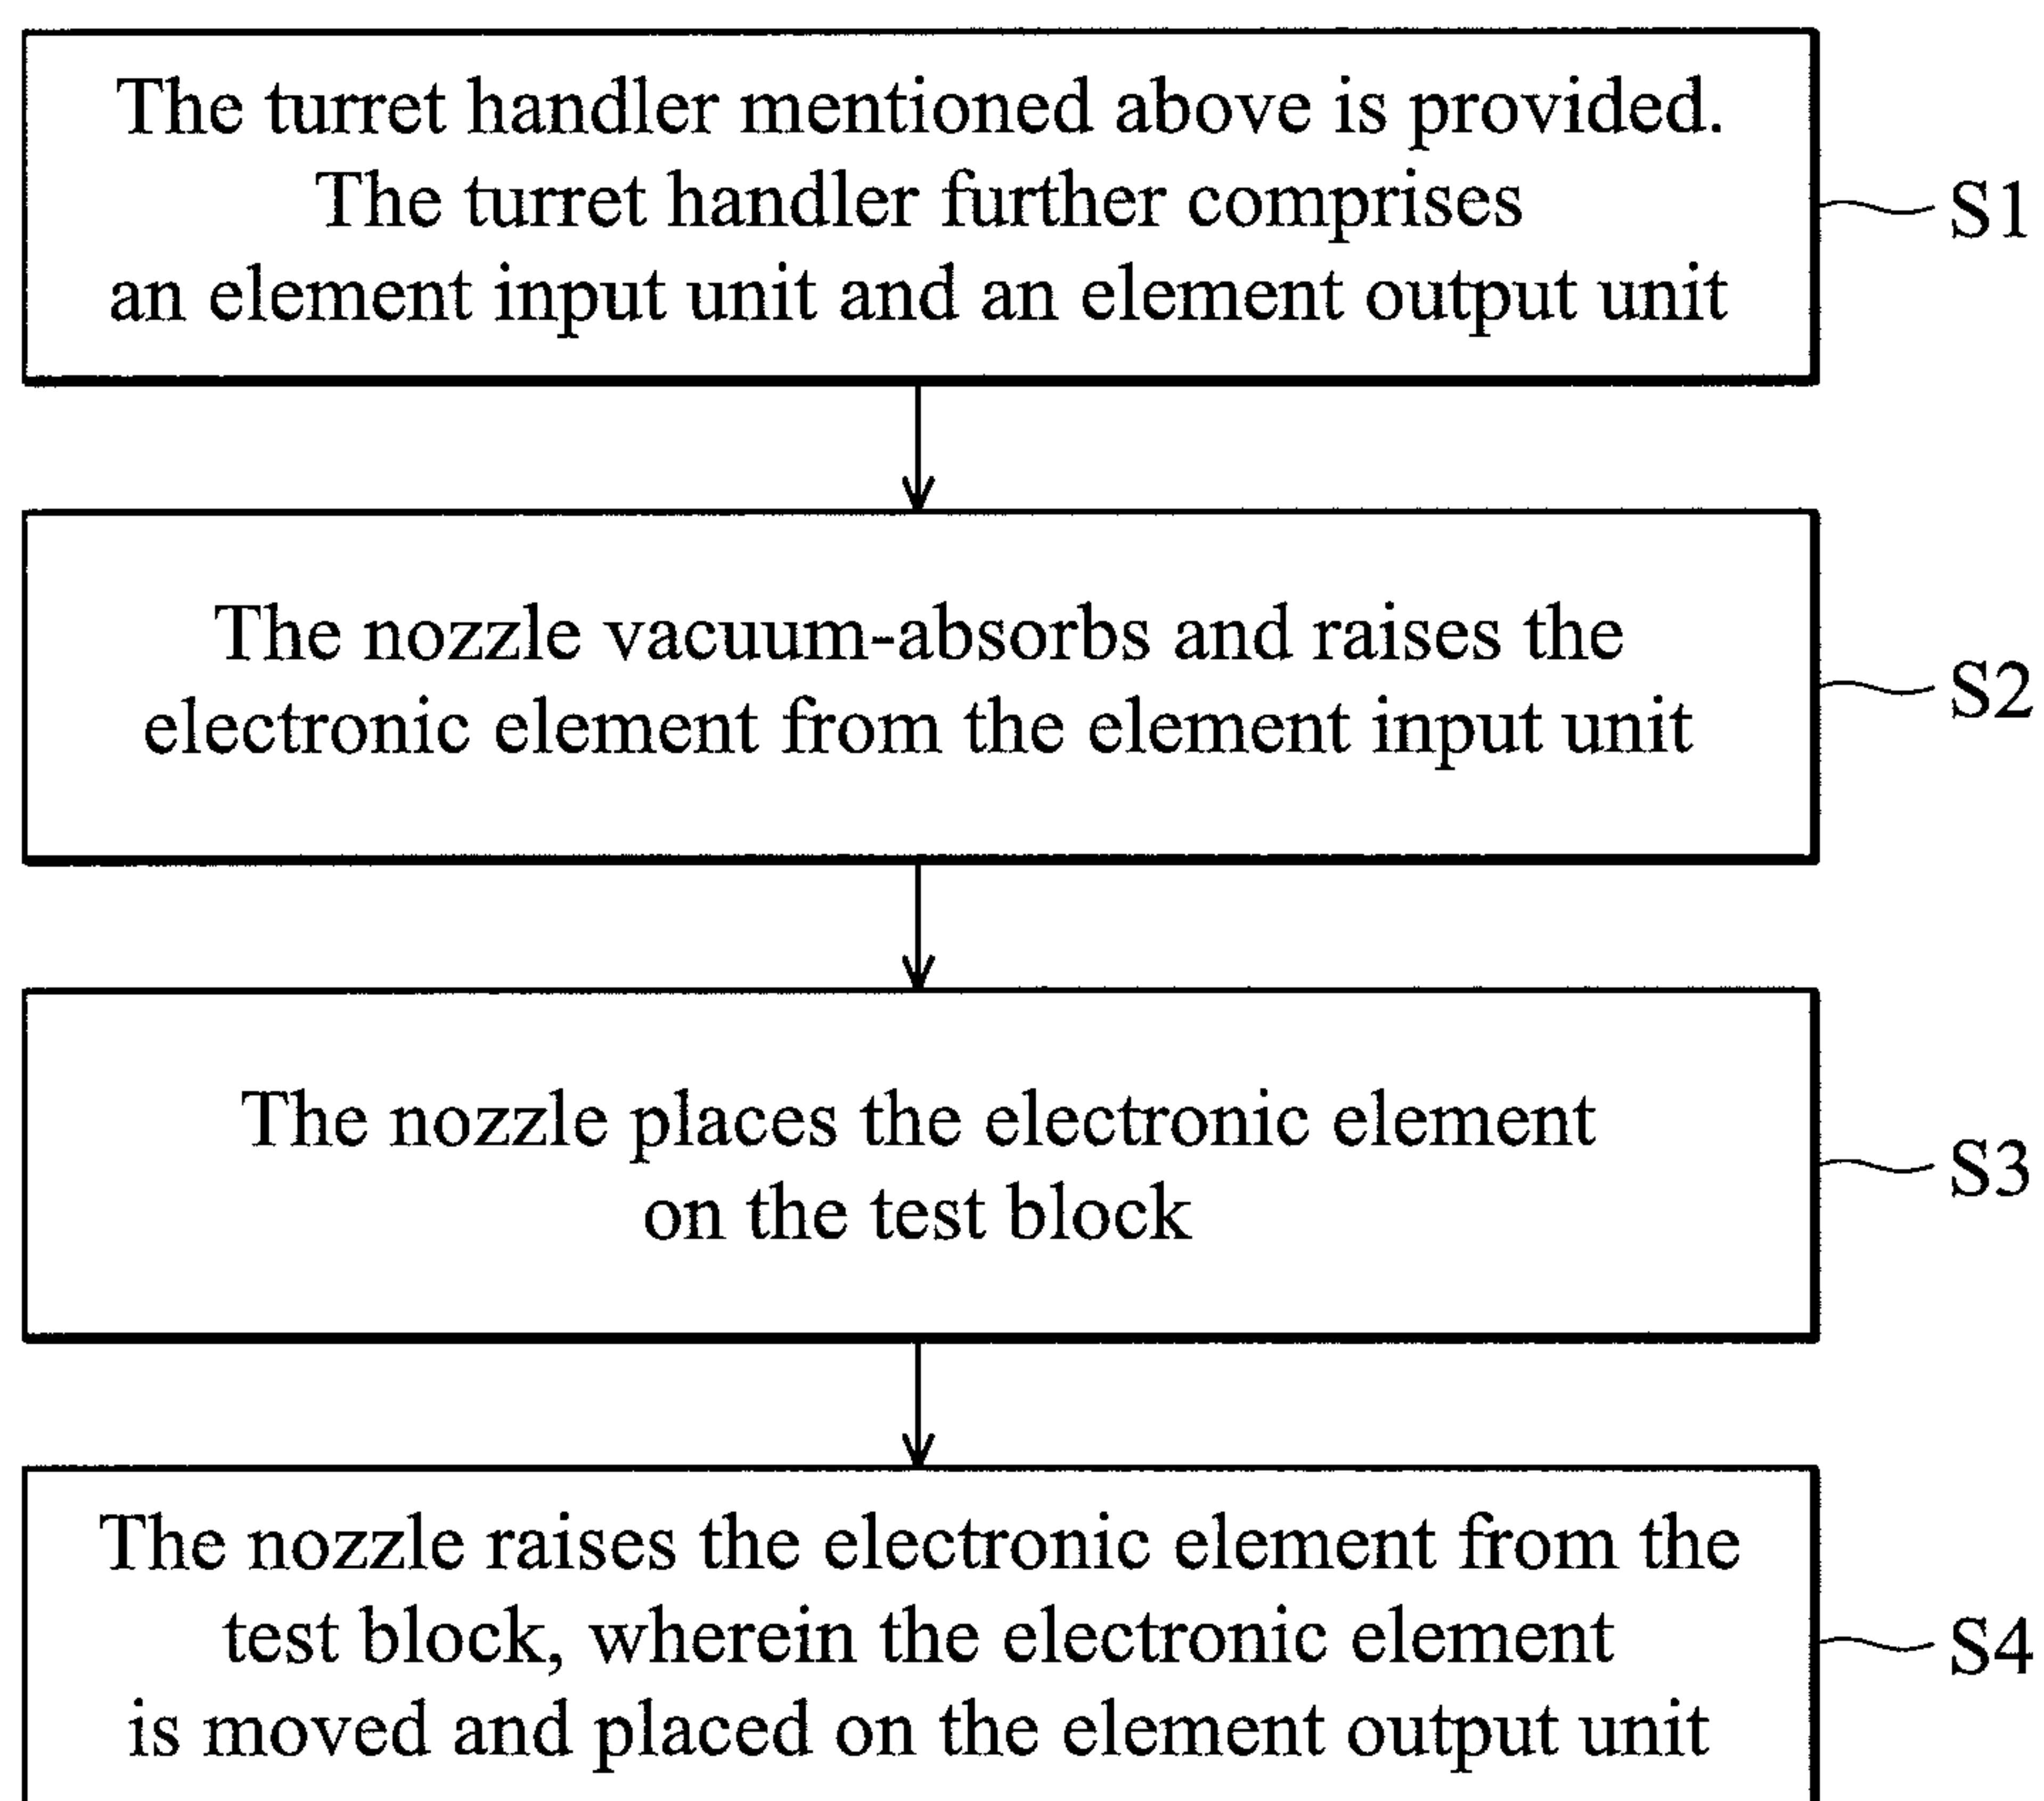 The turret handler mentioned above is provided.
The turret handler further comprises
an element input unit and an element output unit
S1
The nozzle vacuum-absorbs and raises the
electronic element from the element input unit
S2
The nozzle places the electronic element
on the test block
S3
The nozzle raises the electronic element from the
test block, wherein the electronic element
is moved and placed on the element output unit
S4